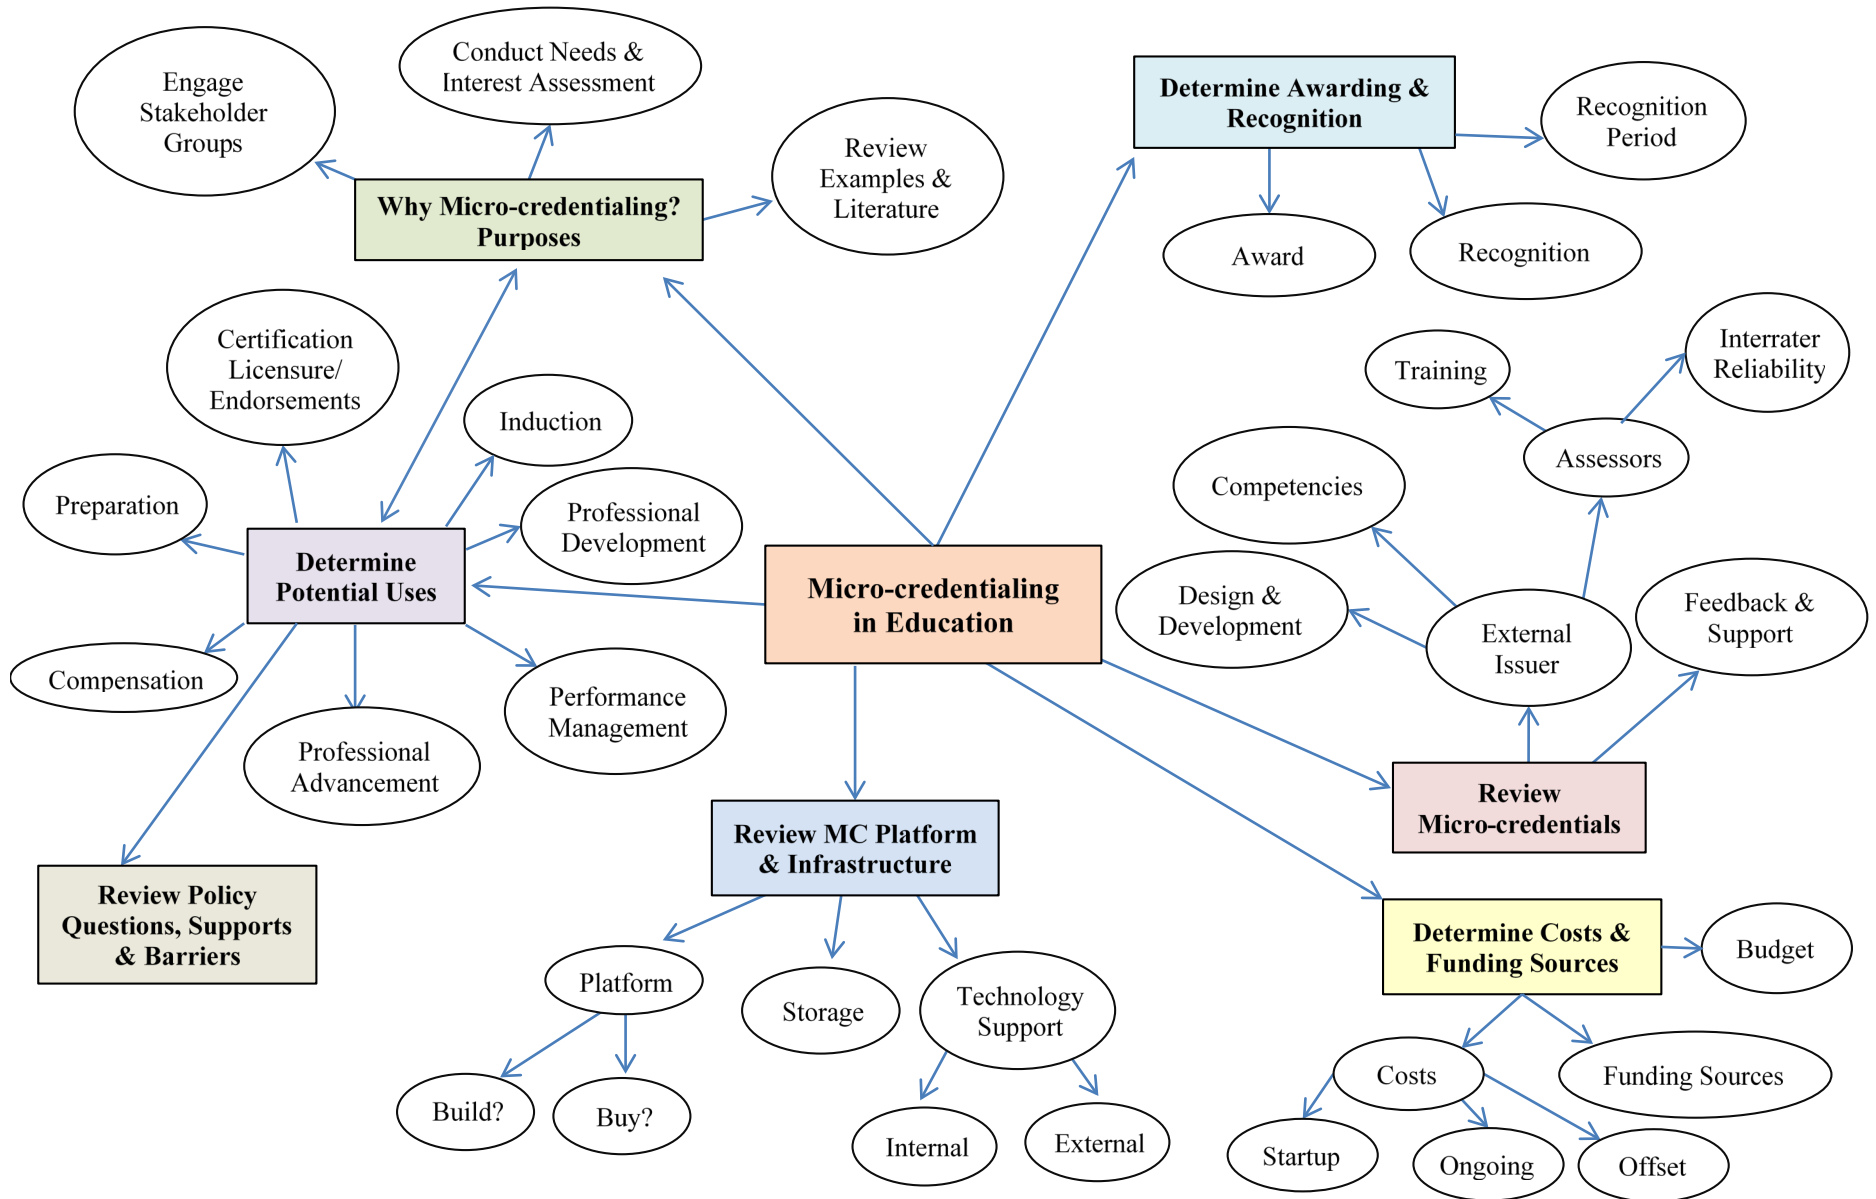 Engage
Stakeholder
Groups
Conduct Needs &
Interest Assessment
Review
Examples &
Literature
Why Micro-credentialing?
Purposes
Determine Awarding &
Recognition
Recognition
Period
Award
Recognition
Certification
Licensure/
Endorsements
Induction
Preparation
Professional
Development
Determine
Potential Uses
Compensation
Professional
Advancement
Performance
Management
Review Policy
Questions, Supports
& Barriers
Micro-credentialing
in Education
Training
Interrater
Reliability
Assessors
Competencies
Design &
Development
External
Issuer
Feedback &
Support
Review
Micro-credentials
Review MC Platform
& Infrastructure
Platform
Storage
Technology
Support
Build?
Buy?
Internal
External
Determine Costs &
Funding Sources
Budget
Costs
Funding Sources
Startup
Ongoing
Offset